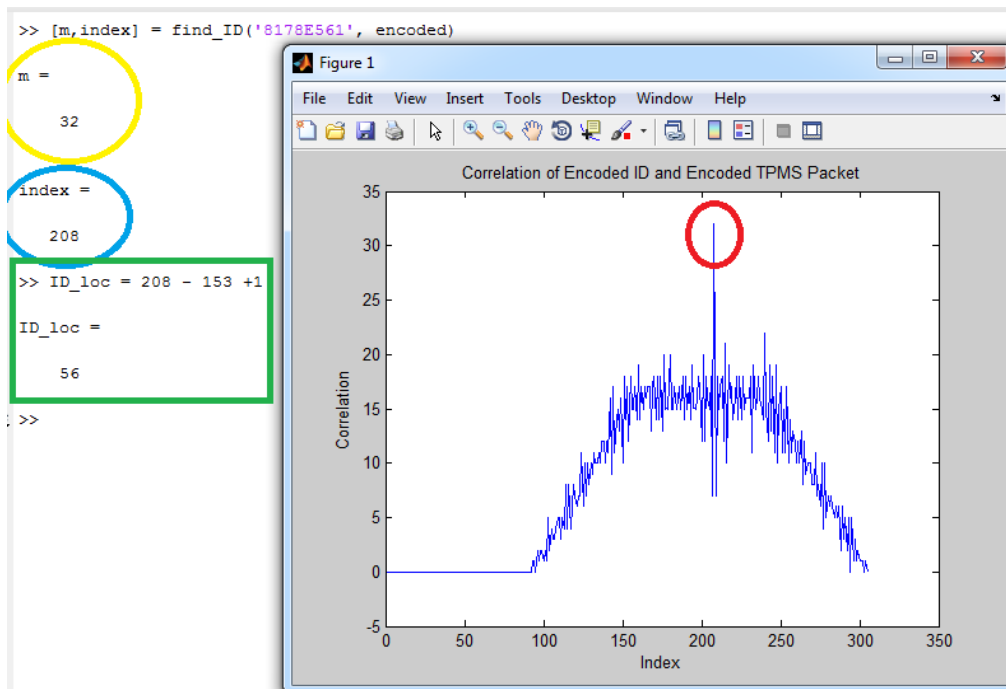 >> [m,index] = find_ID('8178E561', encoded)
m =
32
index =
208
>> ID_loc = 208 - 153 +1
ID_loc =
56
>>
Figure 1
File Edit View Insert Tools Desktop Window Help
Correlation of Encoded ID and Encoded TPMS Packet
35
30
25
20
15
10
5
0
-5
Correlation
0 50 100 150 200 250 300 350
Index